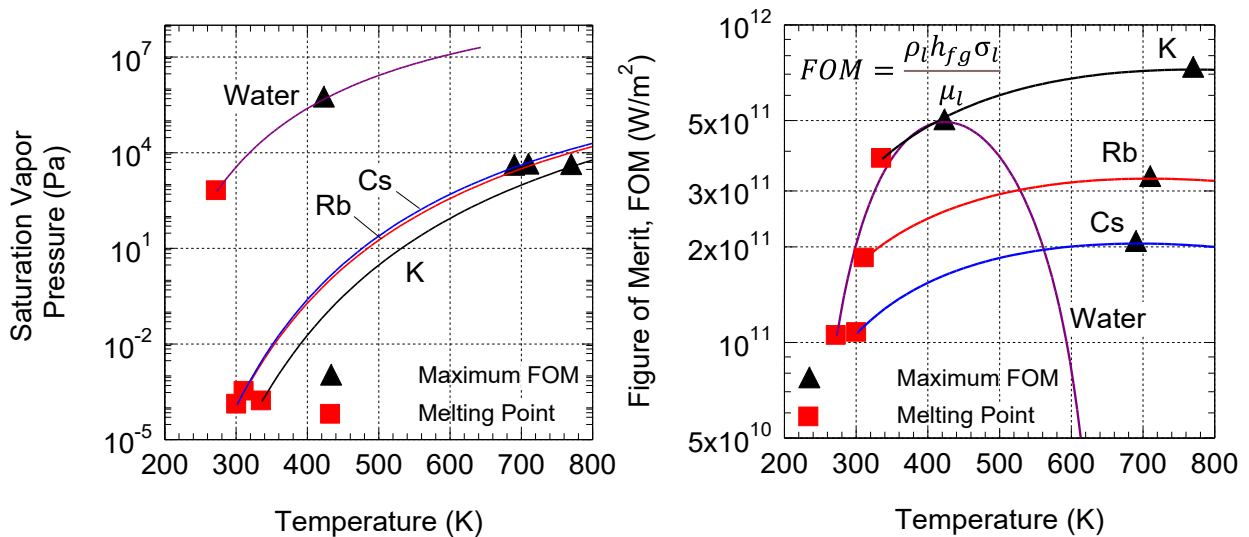 Saturation Vapor
Pressure (Pa)
10^7
10^4
10^1
10^-2
10^-5
Water
Cs
Rb
K
Maximum FOM
Melting Point
200 300 400 500 600 700 800
Temperature (K)
Figure of Merit, FOM (W/m²)
10^12
5x10^11
3x10^11
2x10^11
10^11
5x10^10
FOM = ρ_l h_fg σ_l / μ_l
K
Rb
Cs
Water
Maximum FOM
Melting Point
200 300 400 500 600 700 800
Temperature (K)